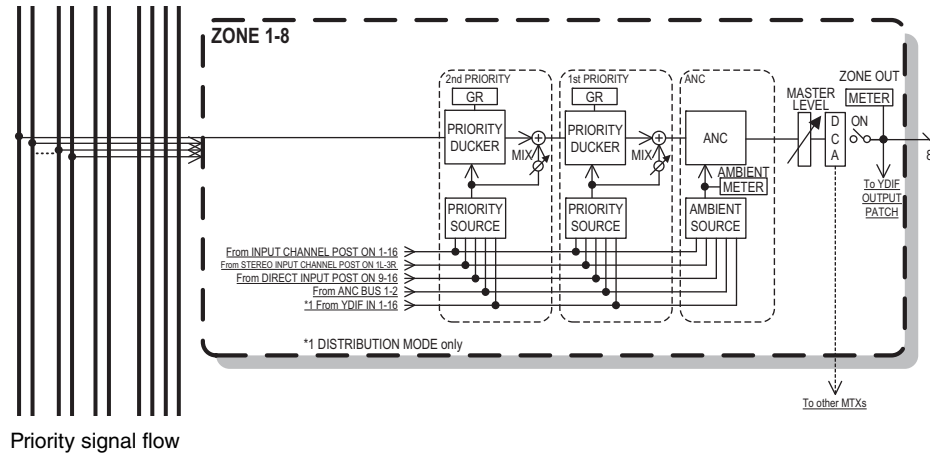 ZONE 1-8
2nd PRIORITY
GR
PRIORITY
DUCKER
MIX
PRIORITY
SOURCE
1st PRIORITY
GR
PRIORITY
DUCKER
MIX
PRIORITY
SOURCE
ANC
ANC
AMBIENT
METER
AMBIENT
SOURCE
MASTER
LEVEL
D
C
A
ON
ZONE OUT
METER
8
To YDIF
OUTPUT
PATCH
From INPUT CHANNEL POST ON 1-16
From STEREO INPUT CHANNEL POST ON 1L-3R
From DIRECT INPUT POST ON 9-16
From ANC BUS 1-2
*1 From YDIF IN 1-16
*1 DISTRIBUTION MODE only
To other MTXs
Priority signal flow